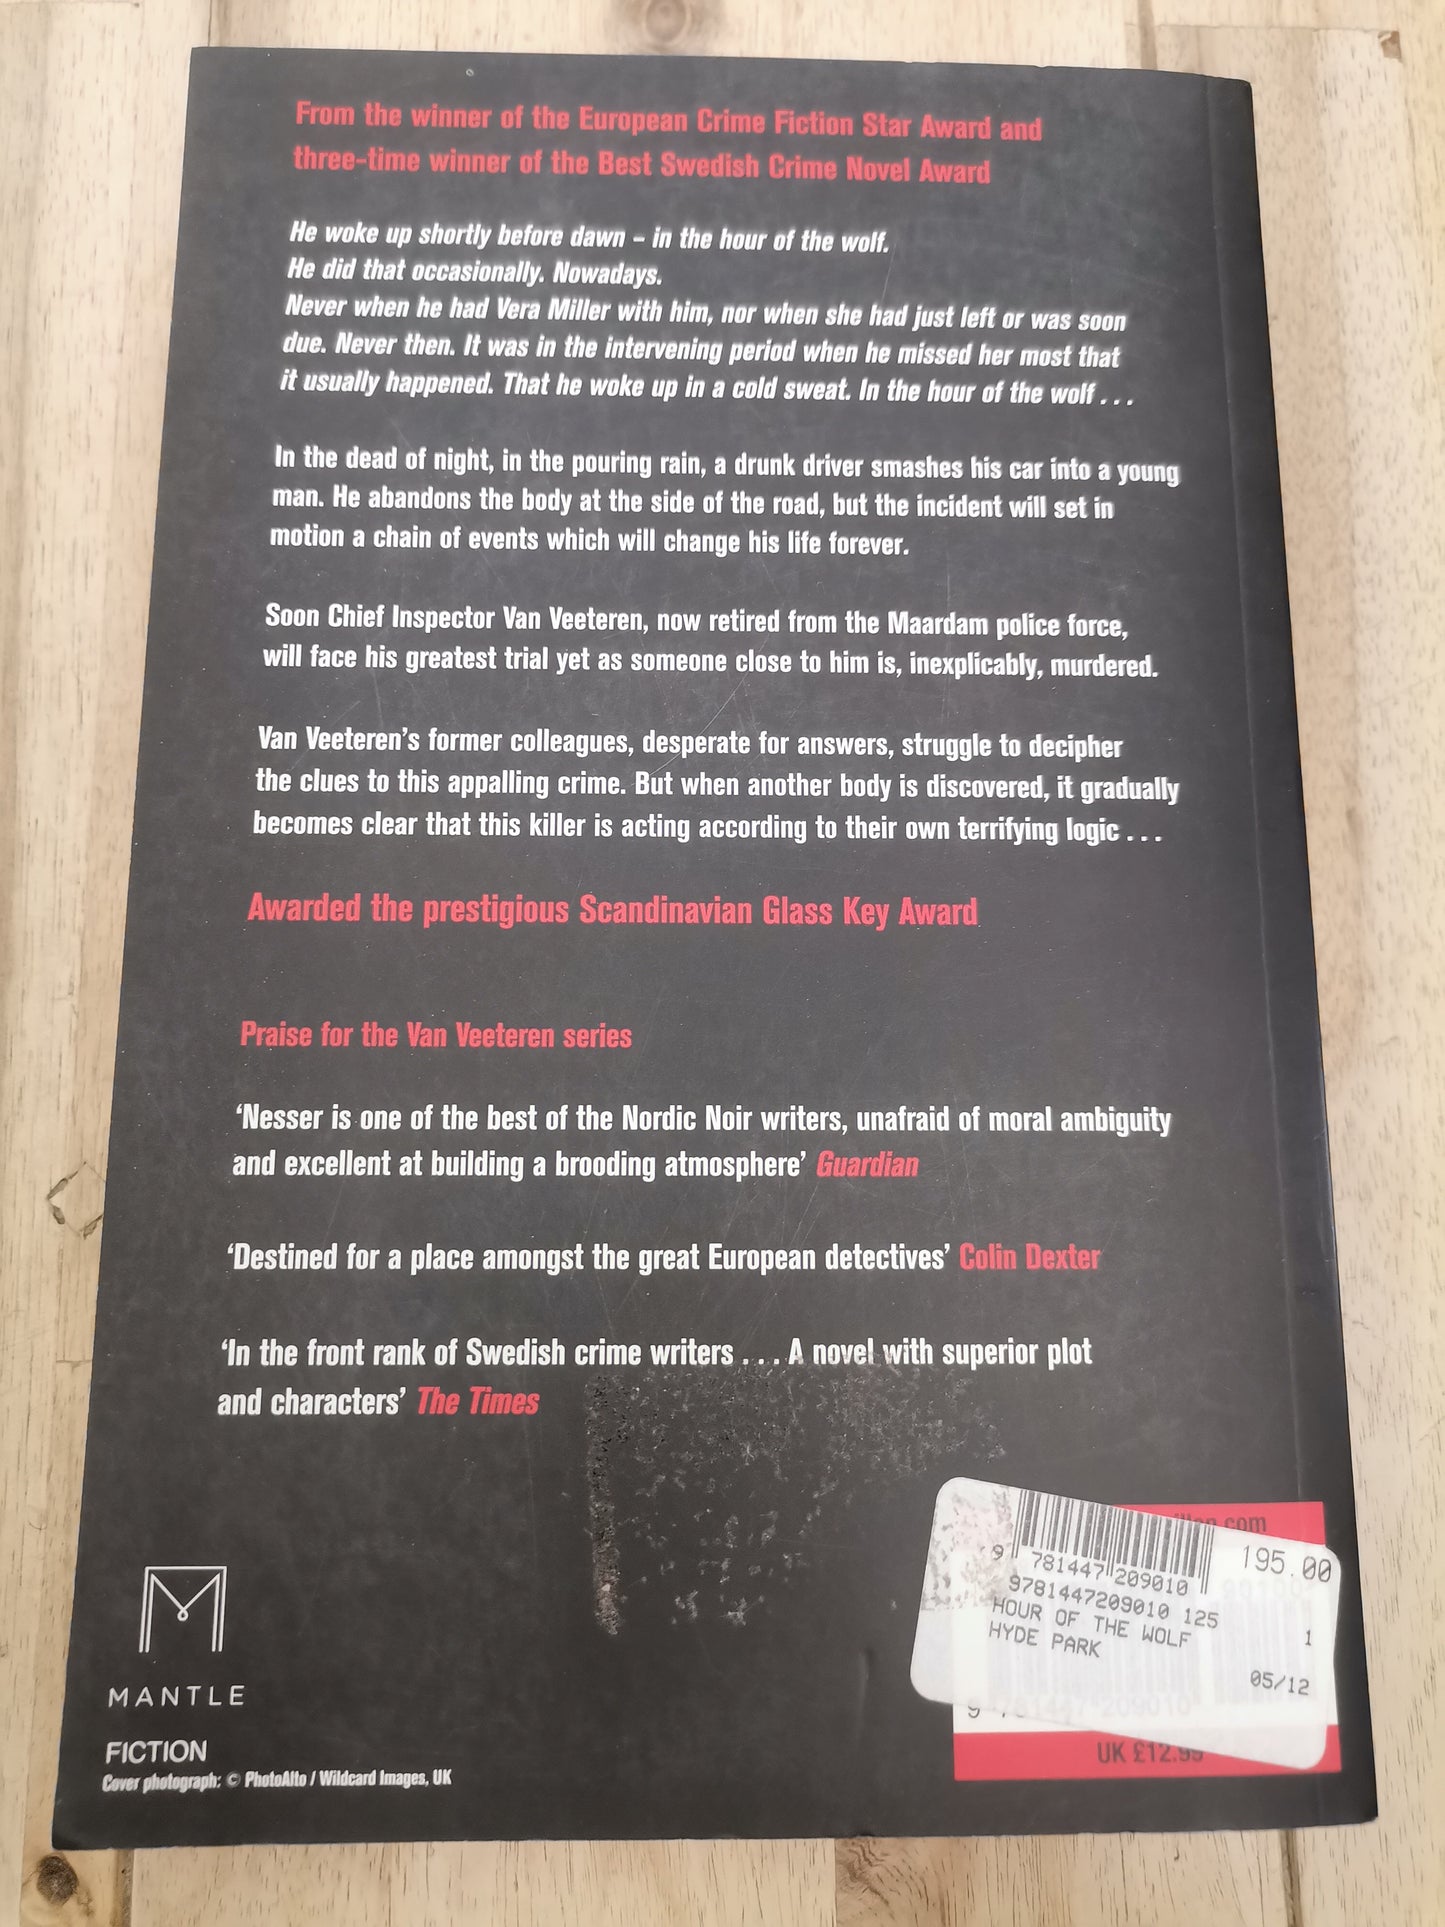 From the winner of the European Crime Fiction Star Award and
three-time winner of the Best Swedish Crime Novel Award
He woke up shortly before dawn – in the hour of the wolf.
He did that occasionally. Nowadays.
Never when he had Vera Miller with him, nor when she had just left or was soon
due. Never then. It was in the intervening period when he missed her most that
it usually happened. That he woke up in a cold sweat. In the hour of the wolf . . .
In the dead of night, in the pouring rain, a drunk driver smashes his car into a young
man. He abandons the body at the side of the road, but the incident will set in
motion a chain of events which will change his life forever.
Soon Chief Inspector Van Veeteren, now retired from the Maardam police force,
will face his greatest trial yet as someone close to him is, inexplicably, murdered.
Van Veeteren's former colleagues, desperate for answers, struggle to decipher
the clues to this appalling crime. But when another body is discovered, it gradually
becomes clear that this killer is acting according to their own terrifying logic . . .
Awarded the prestigious Scandinavian Glass Key Award
Praise for the Van Veeteren series
‘Nesser is one of the best of the Nordic Noir writers, unafraid of moral ambiguity
and excellent at building a brooding atmosphere’ Guardian
‘Destined for a place amongst the great European detectives’ Colin Dexter
‘In the front rank of Swedish crime writers . . . A novel with superior plot
and characters’ The Times
.com
9 781447 209010 195.00
9781447209010 125
HOUR OF THE WOLF 1
HYDE PARK
05/12
9 781447 209010
UK £12.99
M
MANTLE
FICTION
Cover photograph: © PhotoAlto / Wildcard Images, UK